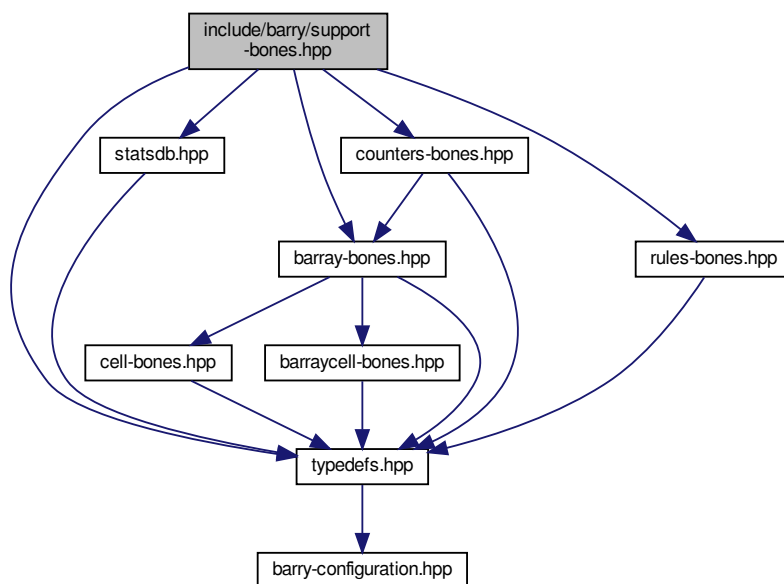 include/barry/support
-bones.hpp
statsdb.hpp
counters-bones.hpp
barray-bones.hpp
rules-bones.hpp
cell-bones.hpp
barraycell-bones.hpp
typedefs.hpp
barry-configuration.hpp